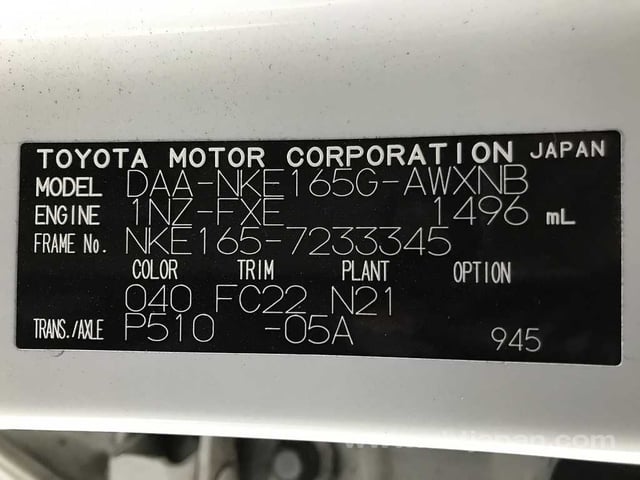 TOYOTA MOTOR CORPORATION JAPAN
MODEL DAA-NKE165G-AWXNB
ENGINE 1NZ-FXE 1496 mL
FRAME No. NKE165-7233345
COLOR TRIM PLANT OPTION
040 FC22 N21
TRANS./AXLE P510 -05A 945